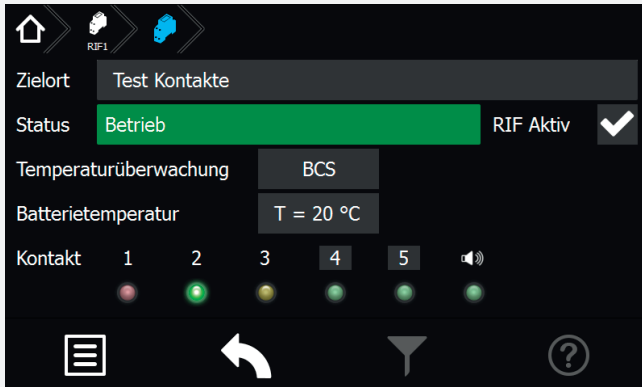 RIF1
Zielort Test Kontakte
Status Betrieb RIF Aktiv
Temperaturüberwachung BCS
Batterietemperatur T = 20 °C
Kontakt 1 2 3 4 5
?